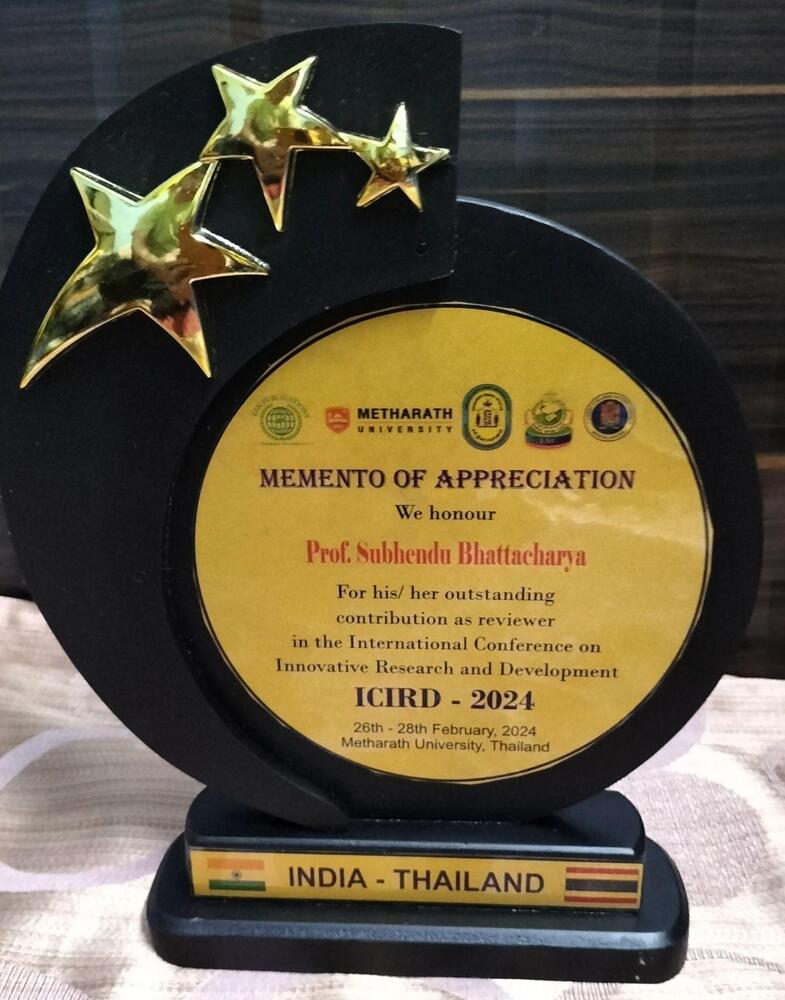 METHARATH
UNIVERSITY
MEMENTO OF APPRECIATION
We honour
Prof. Subhendu Bhattacharya
For his/ her outstanding
contribution as reviewer
in the International Conference on
Innovative Research and Development
ICIRD - 2024
26th - 28th February, 2024
Metharath University, Thailand
INDIA - THAILAND